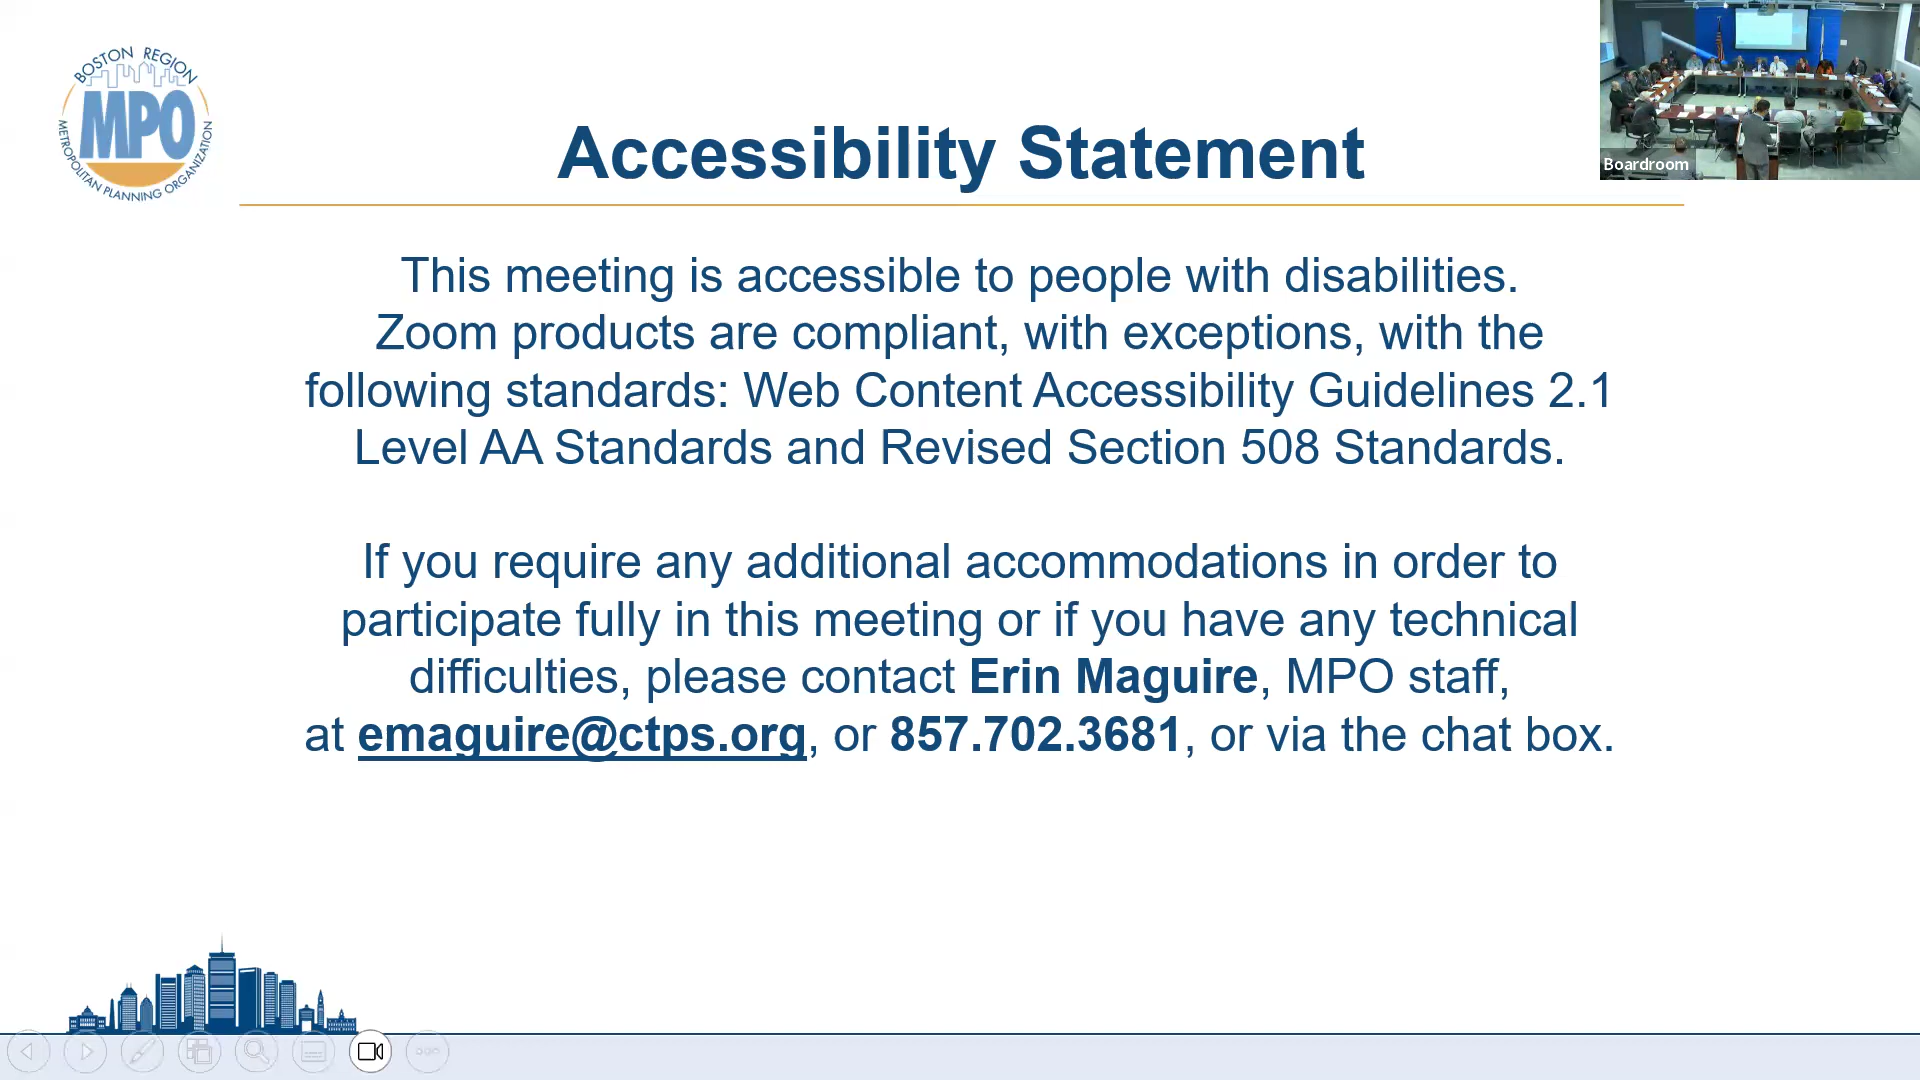 BOSTON REGION
MPO
METROPOLITAN PLANNING ORGANIZATION
Accessibility Statement
Boardroom
This meeting is accessible to people with disabilities.
Zoom products are compliant, with exceptions, with the
following standards: Web Content Accessibility Guidelines 2.1
Level AA Standards and Revised Section 508 Standards.
If you require any additional accommodations in order to
participate fully in this meeting or if you have any technical
difficulties, please contact Erin Maguire, MPO staff,
at emaguire@ctps.org, or 857.702.3681, or via the chat box.